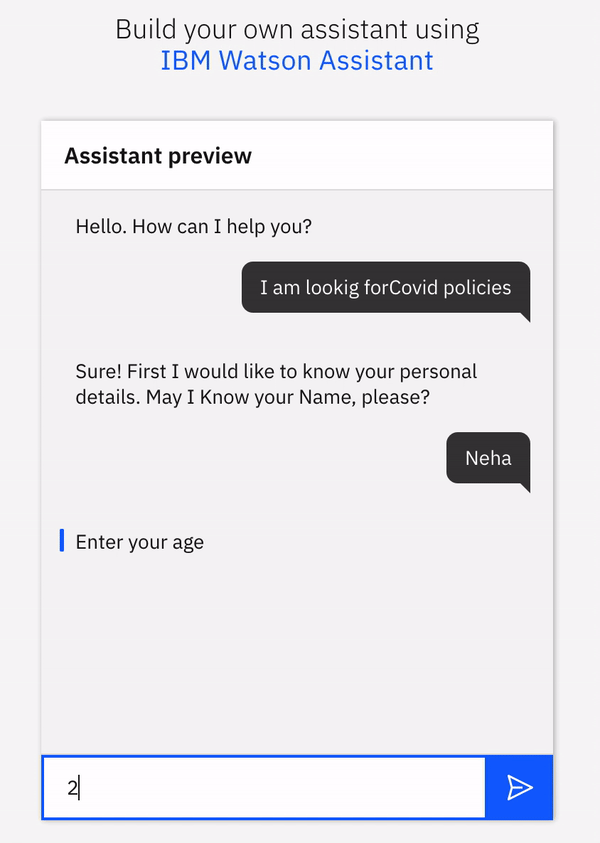 Build your own assistant using
IBM Watson Assistant
Assistant preview
Hello. How can I help you?
I am lookig forCovid policies
Sure! First I would like to know your personal
details. May I Know your Name, please?
Neha
Enter your age
2